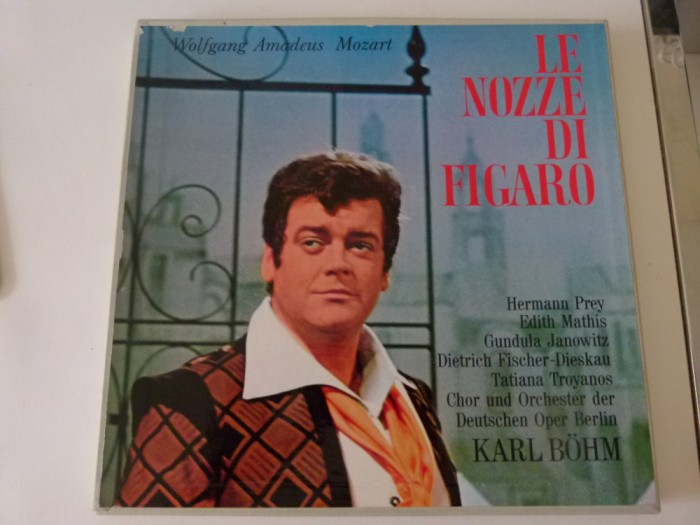 Wolfgang Amadeus Mozart
LE
NOZZE
DI
FIGARO
Hermann Prey
Edith Mathis
Gundula Janowitz
Dietrich Fischer-Dieskau
Tatiana Troyanos
Chor und Orchester der
Deutschen Oper Berlin
KARL BÖHM